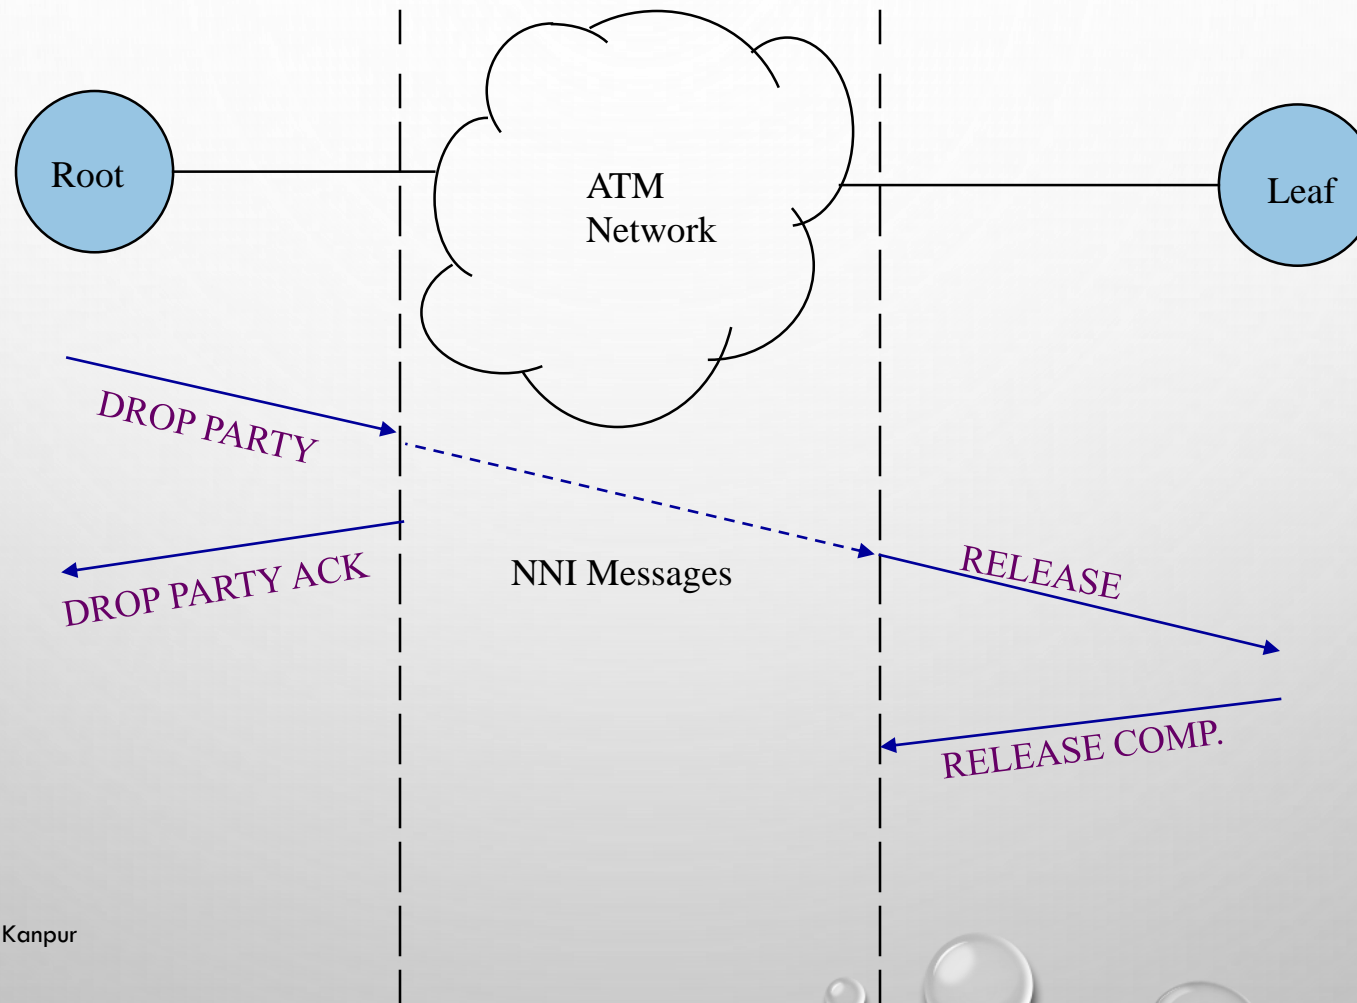 Root
ATM
Network
Leaf
DROP PARTY
DROP PARTY ACK
NNI Messages
RELEASE
RELEASE COMP.
Kanpur